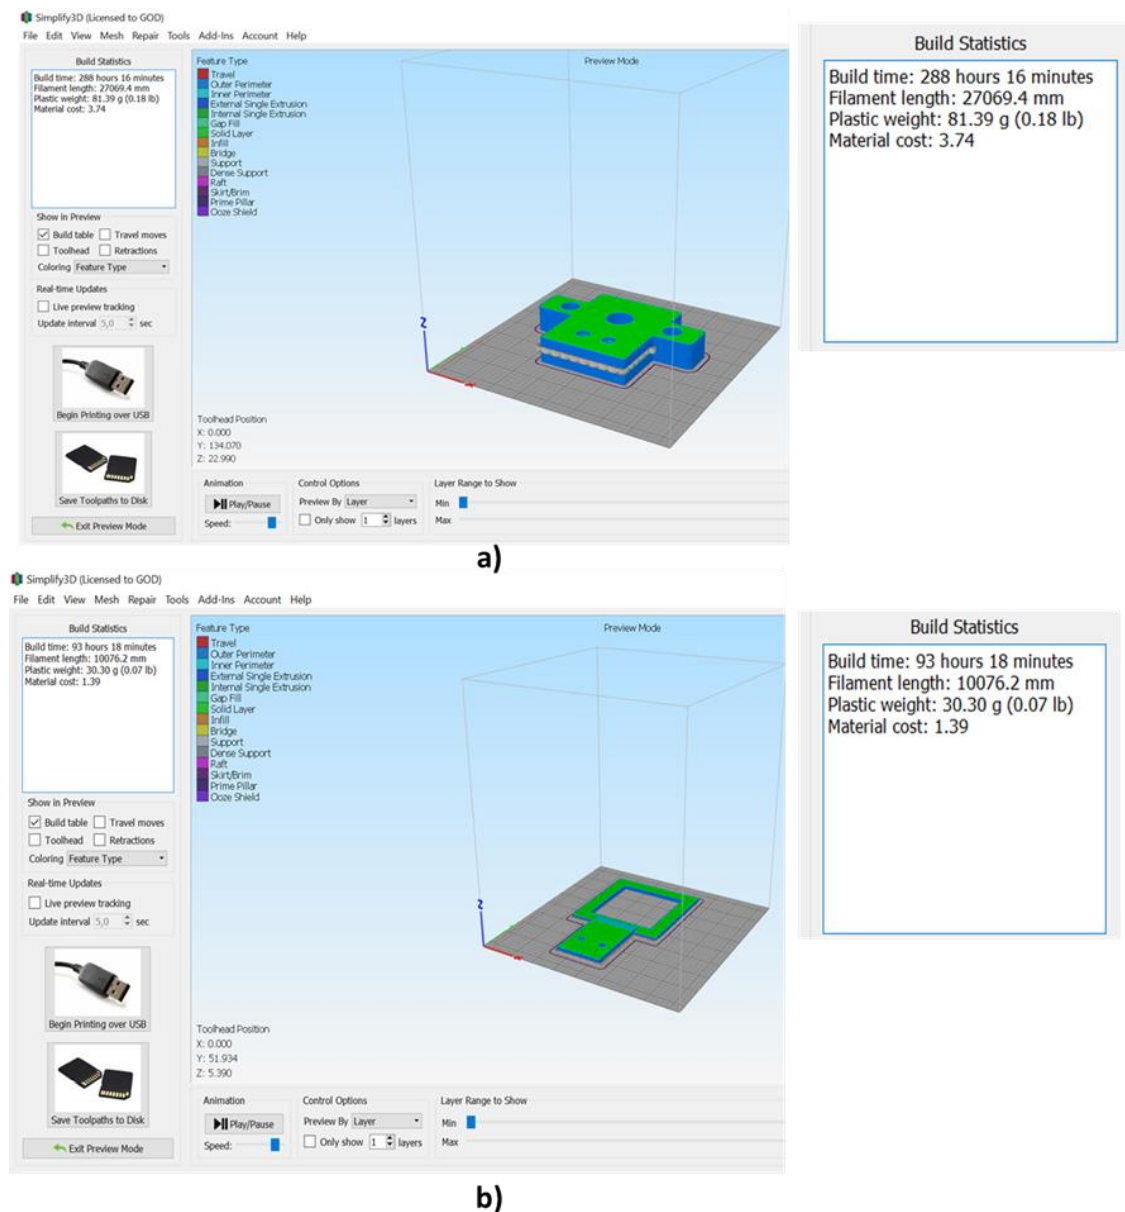 Simplify3D (Licensed to GOD)
File Edit View Mesh Repair Tools Add-Ins Account Help
Build Statistics
Build time: 288 hours 16 minutes
Filament length: 27069.4 mm
Plastic weight: 81.39 g (0.18 lb)
Material cost: 3.74
Show in Preview
Build table Travel moves
Toolhead Retractions
Coloring Feature Type
Real-time Updates
Live preview tracking
Update interval 5,0 sec
Begin Printing over USB
Save Toolpaths to Disk
Exit Preview Mode
Feature Type
Travel
Outer Perimeter
Inner Perimeter
External Single Extrusion
Internal Single Extrusion
Gap Fill
Solid Layer
Infill
Bridge
Support
Dense Support
Raft
Skirt/Brim
Prime Pillar
Ooze Shield
Preview Mode
Z
Toolhead Position
X: 0.000
Y: 134.070
Z: 22.990
Animation
Play/Pause
Speed:
Control Options
Preview By Layer
Only show 1 layers
Layer Range to Show
Min
Max
Build Statistics
Build time: 288 hours 16 minutes
Filament length: 27069.4 mm
Plastic weight: 81.39 g (0.18 lb)
Material cost: 3.74
a)
Simplify3D (Licensed to GOD)
File Edit View Mesh Repair Tools Add-Ins Account Help
Build Statistics
Build time: 93 hours 18 minutes
Filament length: 10076.2 mm
Plastic weight: 30.30 g (0.07 lb)
Material cost: 1.39
Show in Preview
Build table Travel moves
Toolhead Retractions
Coloring Feature Type
Real-time Updates
Live preview tracking
Update interval 5,0 sec
Begin Printing over USB
Save Toolpaths to Disk
Exit Preview Mode
Feature Type
Travel
Outer Perimeter
Inner Perimeter
External Single Extrusion
Internal Single Extrusion
Gap Fill
Solid Layer
Infill
Bridge
Support
Dense Support
Raft
Skirt/Brim
Prime Pillar
Ooze Shield
Preview Mode
Z
Toolhead Position
X: 0.000
Y: 51.934
Z: 5.390
Animation
Play/Pause
Speed:
Control Options
Preview By Layer
Only show 1 layers
Layer Range to Show
Min
Max
Build Statistics
Build time: 93 hours 18 minutes
Filament length: 10076.2 mm
Plastic weight: 30.30 g (0.07 lb)
Material cost: 1.39
b)